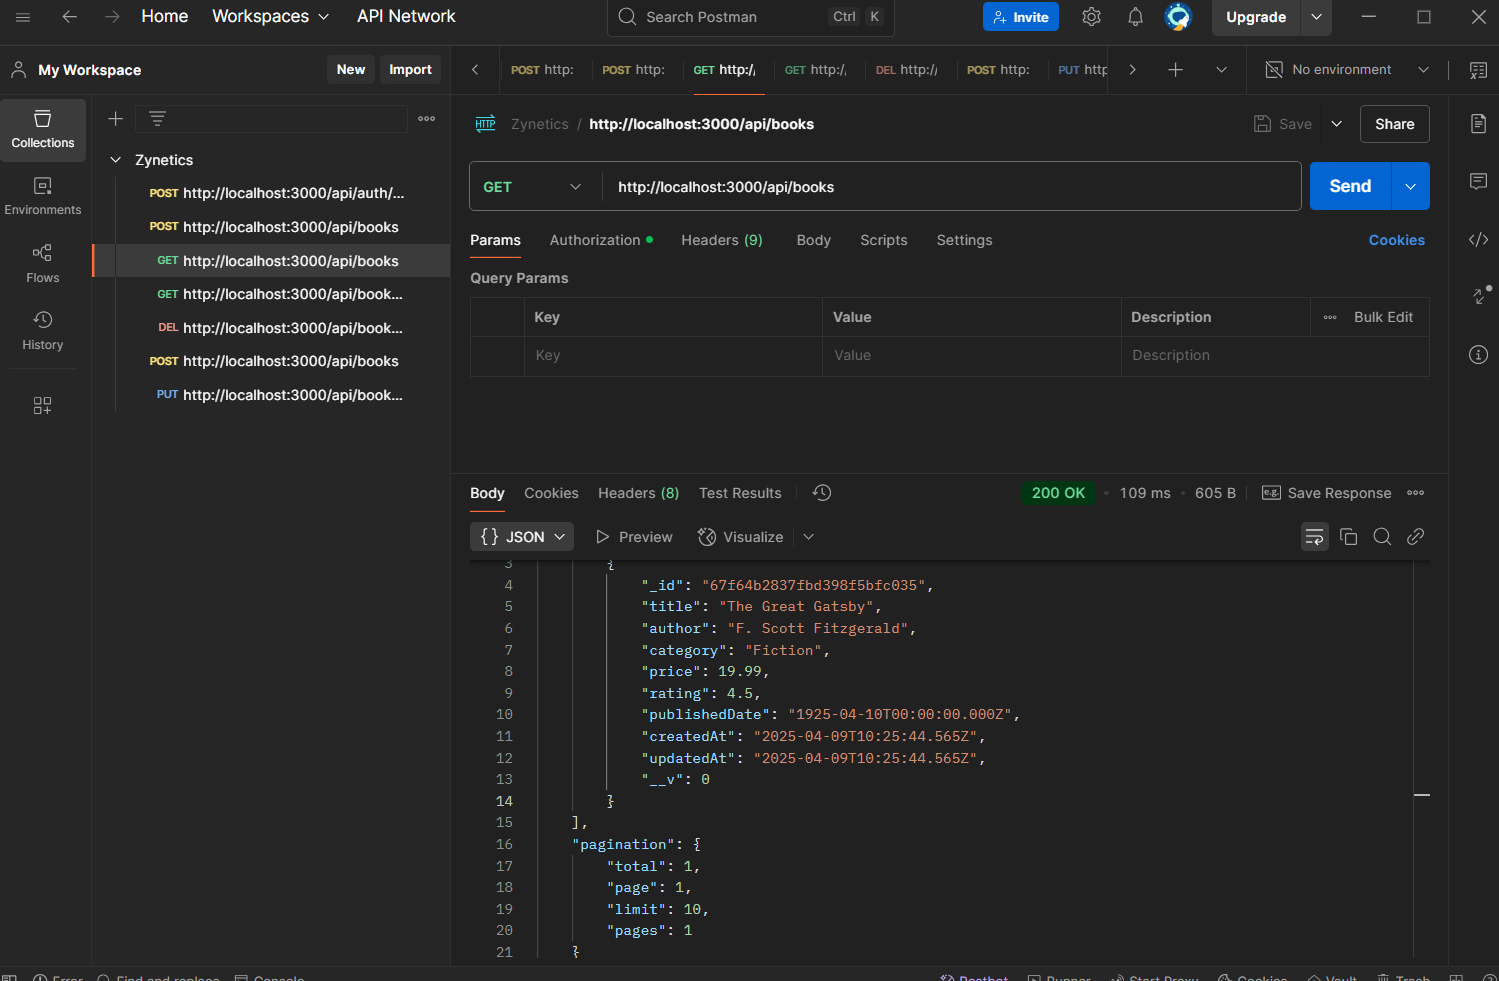 Home Workspaces API Network Search Postman Ctrl K Invite Upgrade
My Workspace New Import POST http: POST http: GET http:/ GET http:/ DEL http:/ POST http: PUT http No environment
Collections
Environments
Flows
History
Zynetics
POST http://localhost:3000/api/auth/...
POST http://localhost:3000/api/books
GET http://localhost:3000/api/books
GET http://localhost:3000/api/book...
DEL http://localhost:3000/api/book...
POST http://localhost:3000/api/books
PUT http://localhost:3000/api/book...
HTTP Zynetics / http://localhost:3000/api/books Save Share
GET http://localhost:3000/api/books Send
Params Authorization Headers (9) Body Scripts Settings Cookies
Query Params
Key Value Description Bulk Edit
Key Value Description
Body Cookies Headers (8) Test Results 200 OK 109 ms 605 B e.g. Save Response
{} JSON Preview Visualize
3 {
4 "_id": "67f64b2837fbd398f5bfc035",
5 "title": "The Great Gatsby",
6 "author": "F. Scott Fitzgerald",
7 "category": "Fiction",
8 "price": 19.99,
9 "rating": 4.5,
10 "publishedDate": "1925-04-10T00:00:00.000Z",
11 "createdAt": "2025-04-09T10:25:44.565Z",
12 "updatedAt": "2025-04-09T10:25:44.565Z",
13 "__v": 0
14 }
15 ],
16 "pagination": {
17 "total": 1,
18 "page": 1,
19 "limit": 10,
20 "pages": 1
21 }
Error Find and replace Console Postbot Runner Start Proxy Cookies Vault Trash